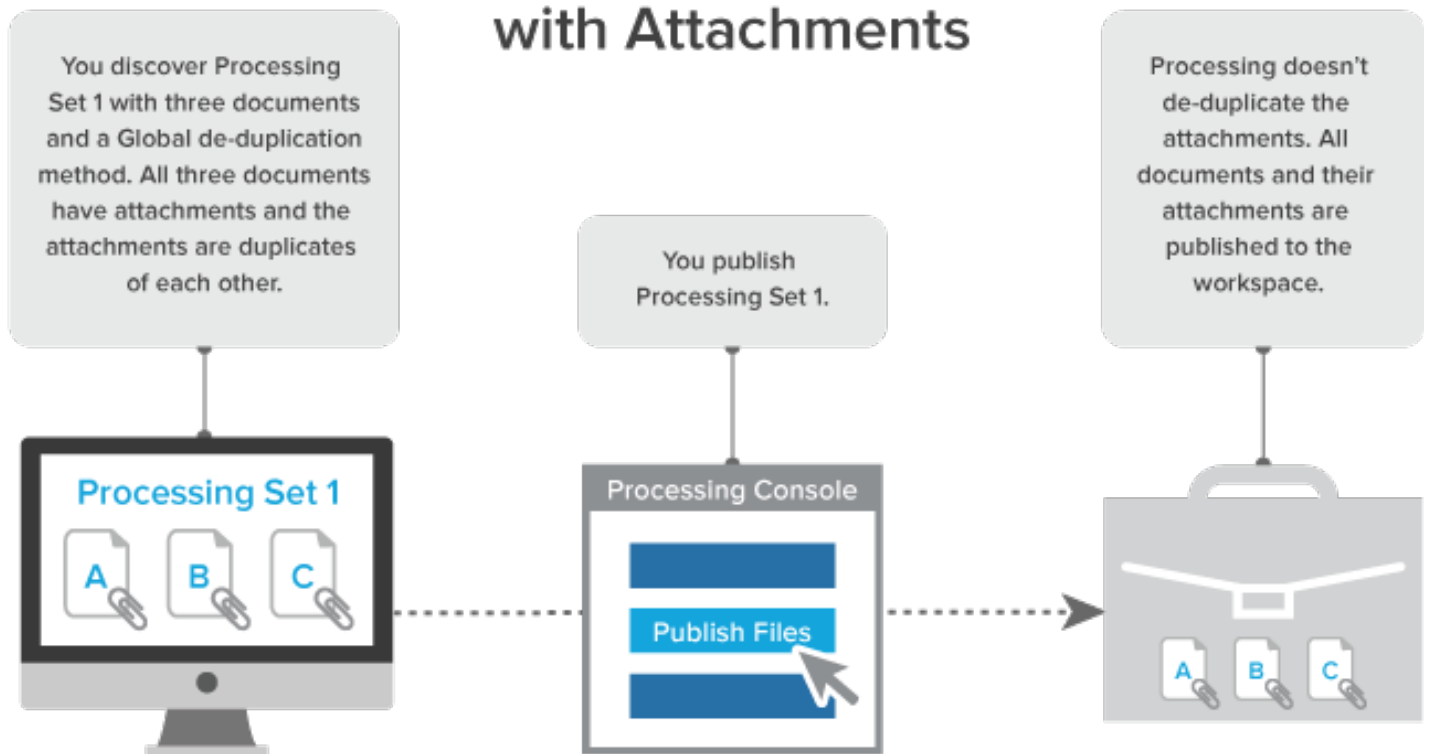 with Attachments
You discover Processing
Set 1 with three documents
and a Global de-duplication
method. All three documents
have attachments and the
attachments are duplicates
of each other.
You publish
Processing Set 1.
Processing doesn't
de-duplicate the
attachments. All
documents and their
attachments are
published to the
workspace.
Processing Set 1
A B C
Processing Console
Publish Files
A B C